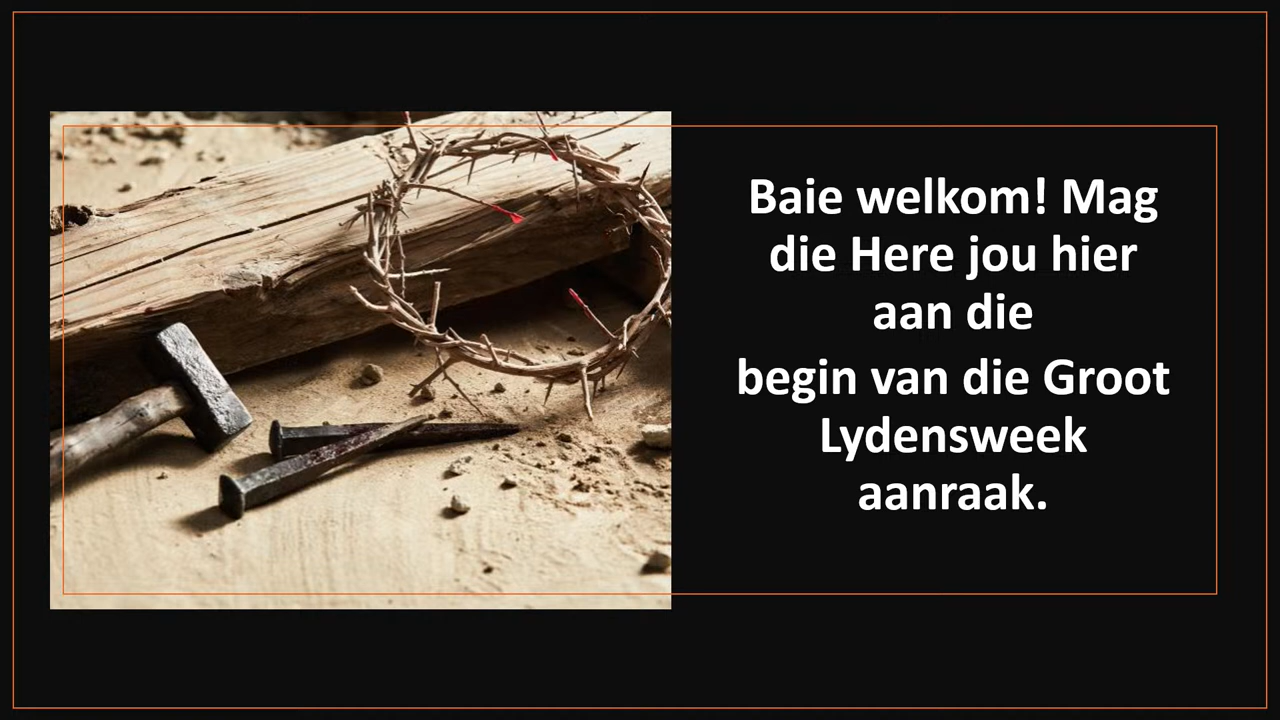 Baie welkom! Mag
die Here jou hier
aan die
begin van die Groot
Lydensweek
aanraak.